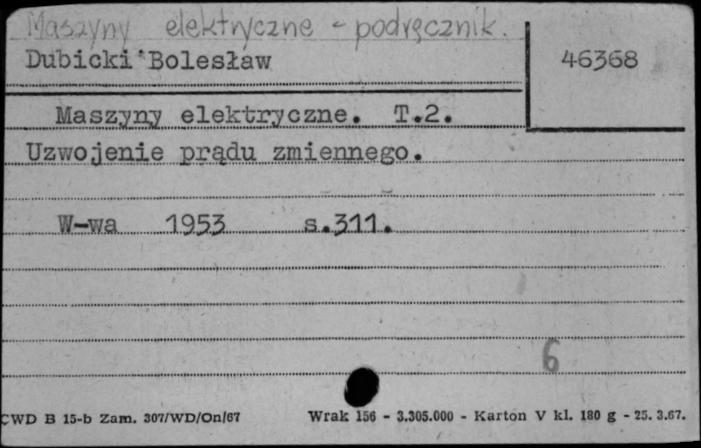 Maszyny elektryczne - podręcznik.
Dubicki Bolesław
46368
Maszyny elektryczne. T.2.
Uzwojenie prądu zmiennego.
W-wa 1953 s.311.
6
CWD B 15-b Zam. 307/WD/On/67 Wrak 156 - 3.305.000 - Karton V kl. 180 g - 25. 3.67.